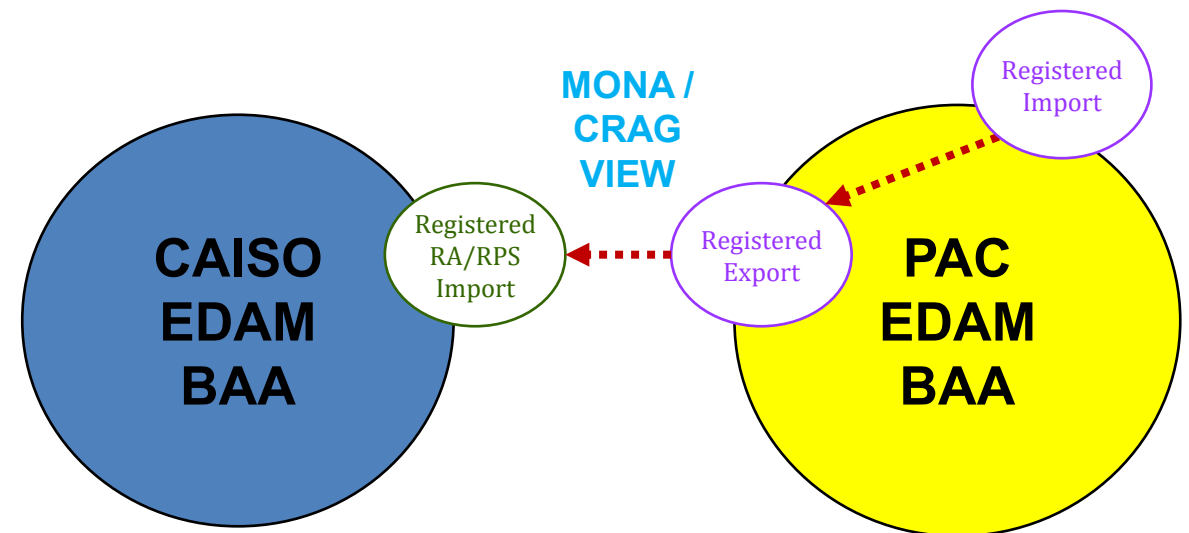 Registered
Import
MONA /
CRAG
VIEW
Registered
RA/RPS
Import
Registered
Export
CAISO
EDAM
BAA
PAC
EDAM
BAA